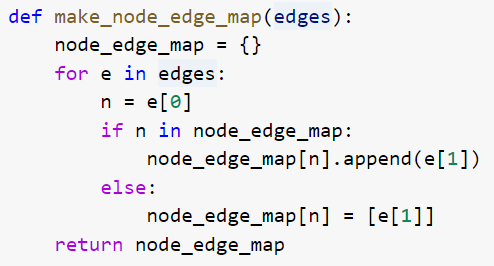 def make_node_edge_map(edges):
    node_edge_map = {}
    for e in edges:
        n = e[0]
        if n in node_edge_map:
            node_edge_map[n].append(e[1])
        else:
            node_edge_map[n] = [e[1]]
    return node_edge_map